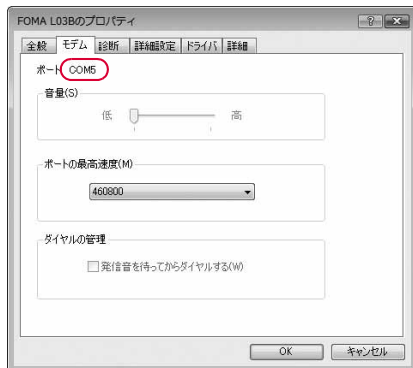 FOMA L03Bのプロパティ
全般 モデム 診断 詳細設定 ドライバ 詳細
ポート: COM5
音量(S)
低 高
ポートの最高速度(M)
460800
ダイヤルの管理
発信音を待ってからダイヤルする(W)
OK キャンセル